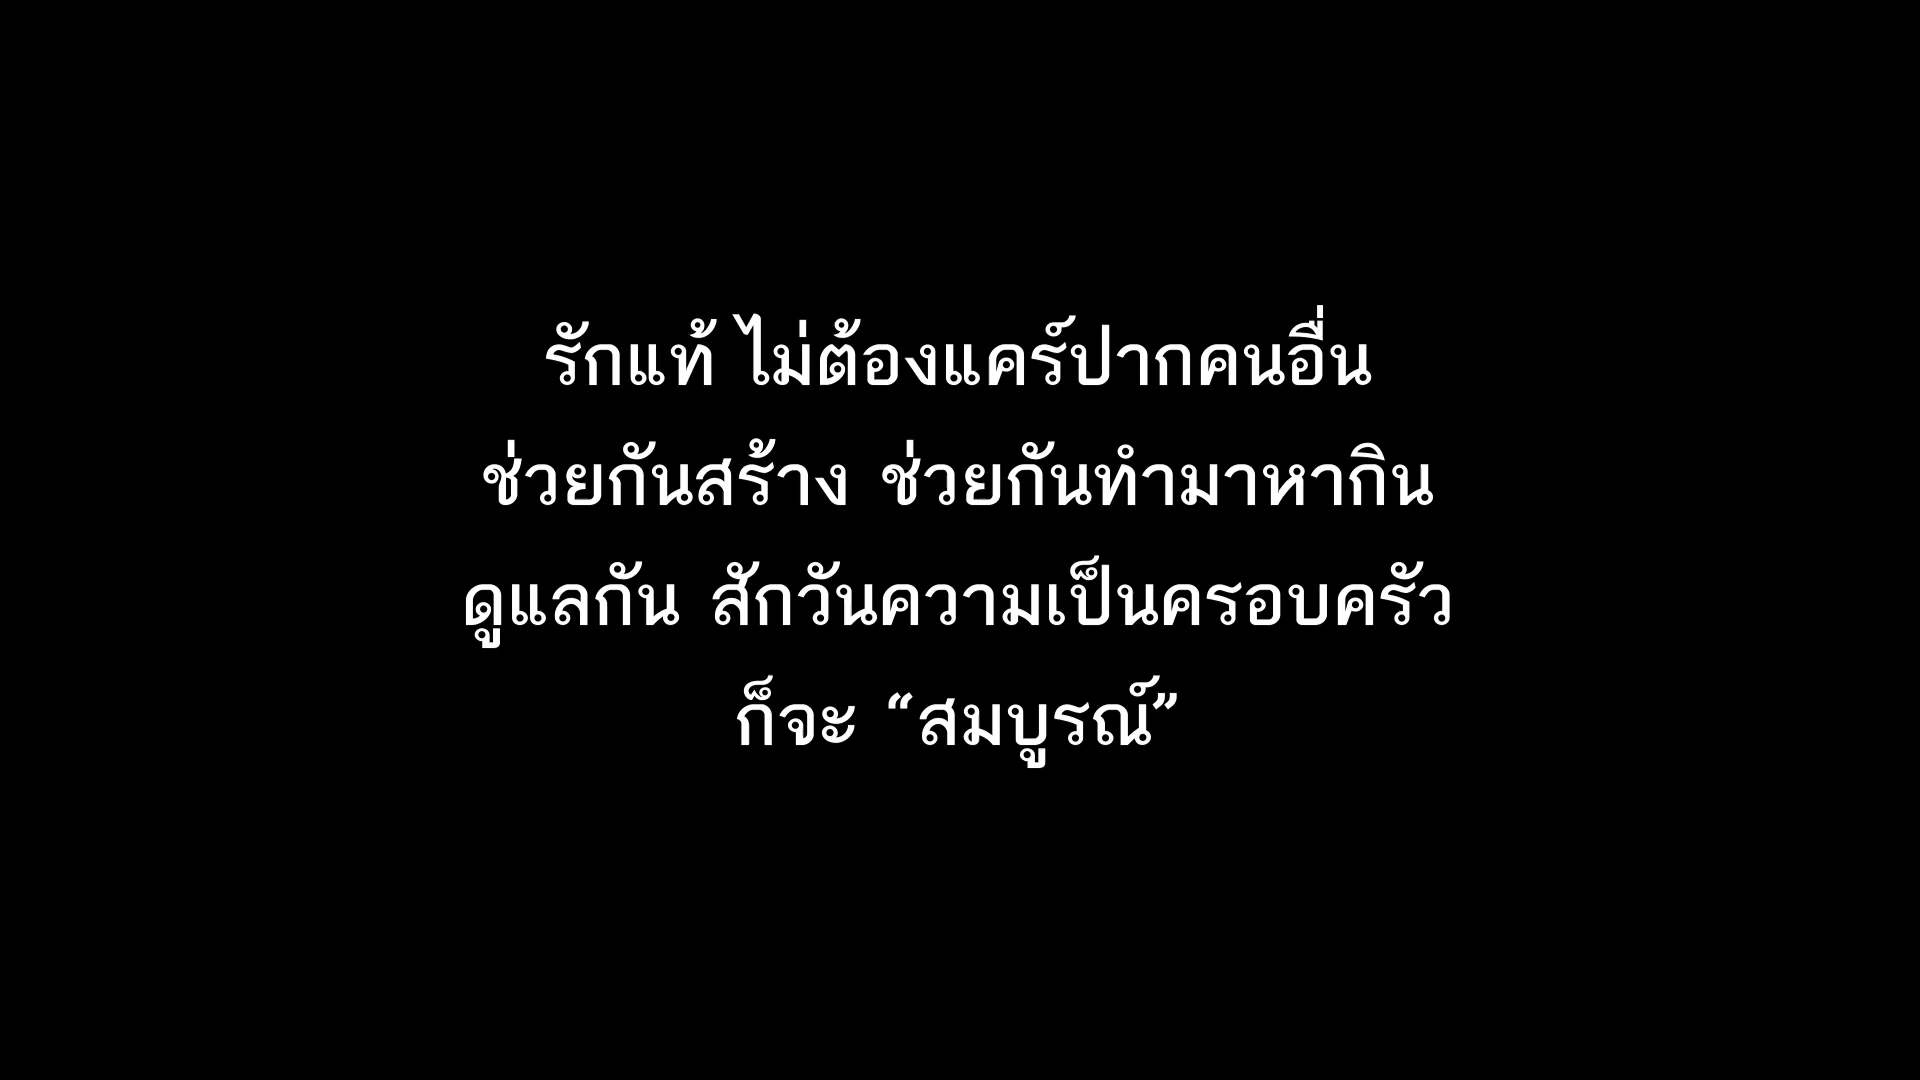 รักแท้ ไม่ต้องแคร์ปากคนอื่น
ช่วยกันสร้าง ช่วยกันทำมาหากิน
ดูแลกัน สักวันความเป็นครอบครัว
ก็จะ “สมบูรณ์”